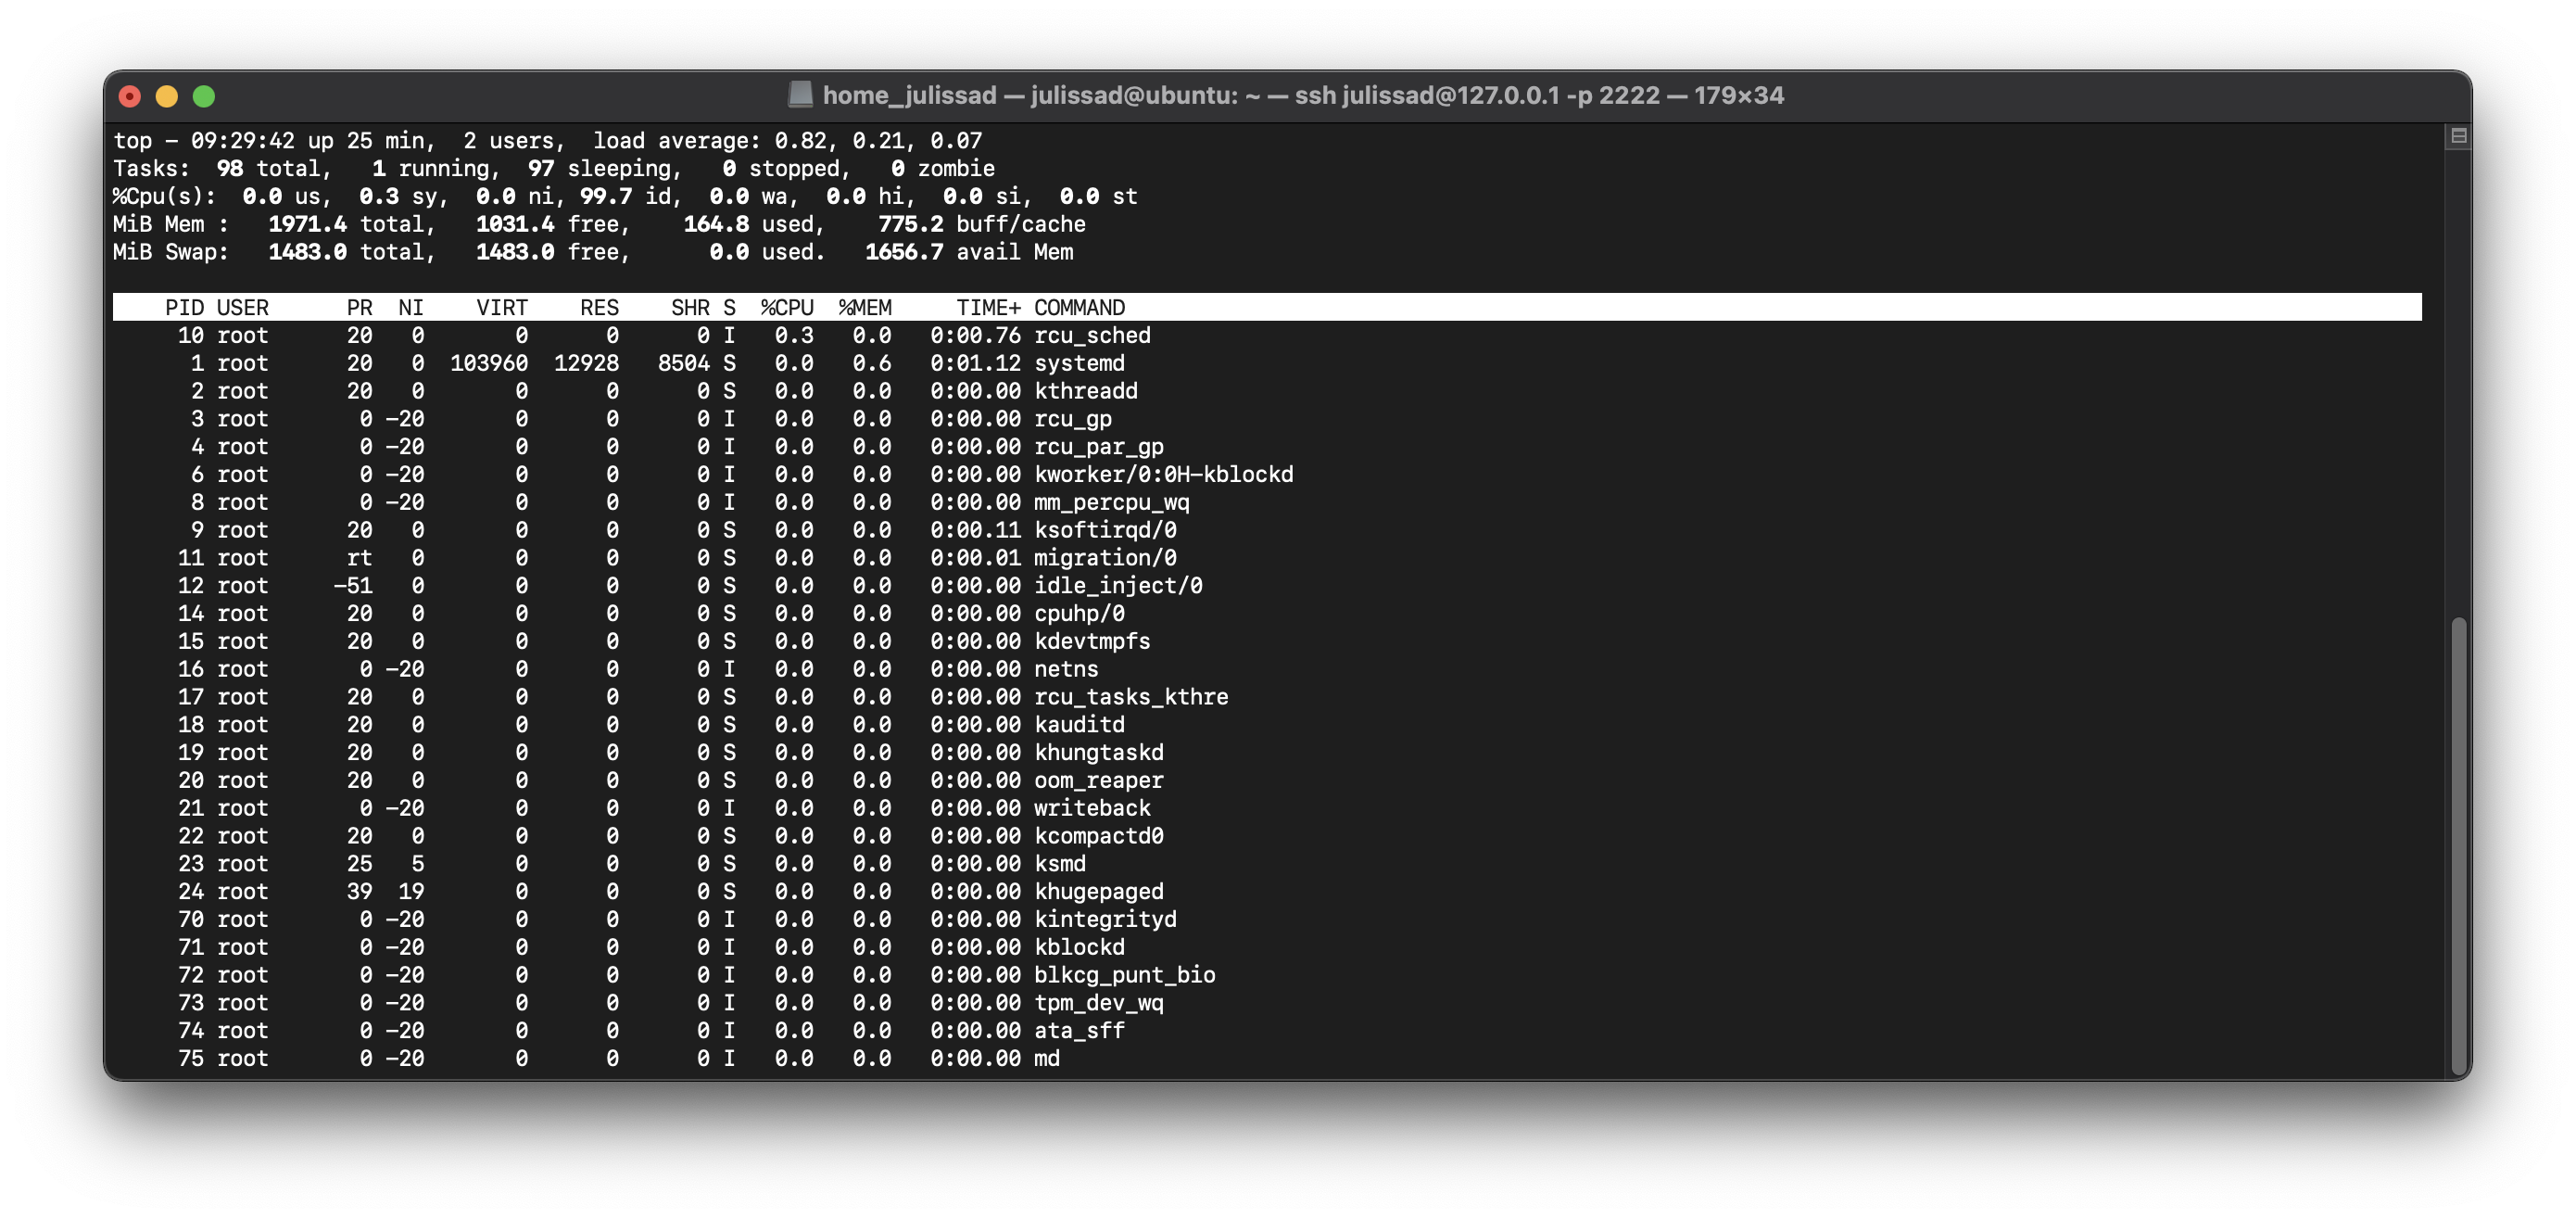 home_julissad — julissad@ubuntu: ~ — ssh julissad@127.0.0.1 -p 2222 — 179×34
top - 09:29:42 up 25 min,  2 users,  load average: 0.82, 0.21, 0.07
Tasks:  98 total,   1 running,  97 sleeping,   0 stopped,   0 zombie
%Cpu(s):  0.0 us,  0.3 sy,  0.0 ni, 99.7 id,  0.0 wa,  0.0 hi,  0.0 si,  0.0 st
MiB Mem :   1971.4 total,   1031.4 free,    164.8 used,    775.2 buff/cache
MiB Swap:   1483.0 total,   1483.0 free,      0.0 used.   1656.7 avail Mem
PID USER      PR  NI    VIRT    RES    SHR S  %CPU  %MEM     TIME+ COMMAND
10 root      20   0       0      0      0 I   0.3   0.0   0:00.76 rcu_sched
1 root      20   0  103960  12928   8504 S   0.0   0.6   0:01.12 systemd
2 root      20   0       0      0      0 S   0.0   0.0   0:00.00 kthreadd
3 root       0 -20       0      0      0 I   0.0   0.0   0:00.00 rcu_gp
4 root       0 -20       0      0      0 I   0.0   0.0   0:00.00 rcu_par_gp
6 root       0 -20       0      0      0 I   0.0   0.0   0:00.00 kworker/0:0H-kblockd
8 root       0 -20       0      0      0 I   0.0   0.0   0:00.00 mm_percpu_wq
9 root      20   0       0      0      0 S   0.0   0.0   0:00.11 ksoftirqd/0
11 root      rt   0       0      0      0 S   0.0   0.0   0:00.01 migration/0
12 root     -51   0       0      0      0 S   0.0   0.0   0:00.00 idle_inject/0
14 root      20   0       0      0      0 S   0.0   0.0   0:00.00 cpuhp/0
15 root      20   0       0      0      0 S   0.0   0.0   0:00.00 kdevtmpfs
16 root       0 -20       0      0      0 I   0.0   0.0   0:00.00 netns
17 root      20   0       0      0      0 S   0.0   0.0   0:00.00 rcu_tasks_kthre
18 root      20   0       0      0      0 S   0.0   0.0   0:00.00 kauditd
19 root      20   0       0      0      0 S   0.0   0.0   0:00.00 khungtaskd
20 root      20   0       0      0      0 S   0.0   0.0   0:00.00 oom_reaper
21 root       0 -20       0      0      0 I   0.0   0.0   0:00.00 writeback
22 root      20   0       0      0      0 S   0.0   0.0   0:00.00 kcompactd0
23 root      25   5       0      0      0 S   0.0   0.0   0:00.00 ksmd
24 root      39  19       0      0      0 S   0.0   0.0   0:00.00 khugepaged
70 root       0 -20       0      0      0 I   0.0   0.0   0:00.00 kintegrityd
71 root       0 -20       0      0      0 I   0.0   0.0   0:00.00 kblockd
72 root       0 -20       0      0      0 I   0.0   0.0   0:00.00 blkcg_punt_bio
73 root       0 -20       0      0      0 I   0.0   0.0   0:00.00 tpm_dev_wq
74 root       0 -20       0      0      0 I   0.0   0.0   0:00.00 ata_sff
75 root       0 -20       0      0      0 I   0.0   0.0   0:00.00 md